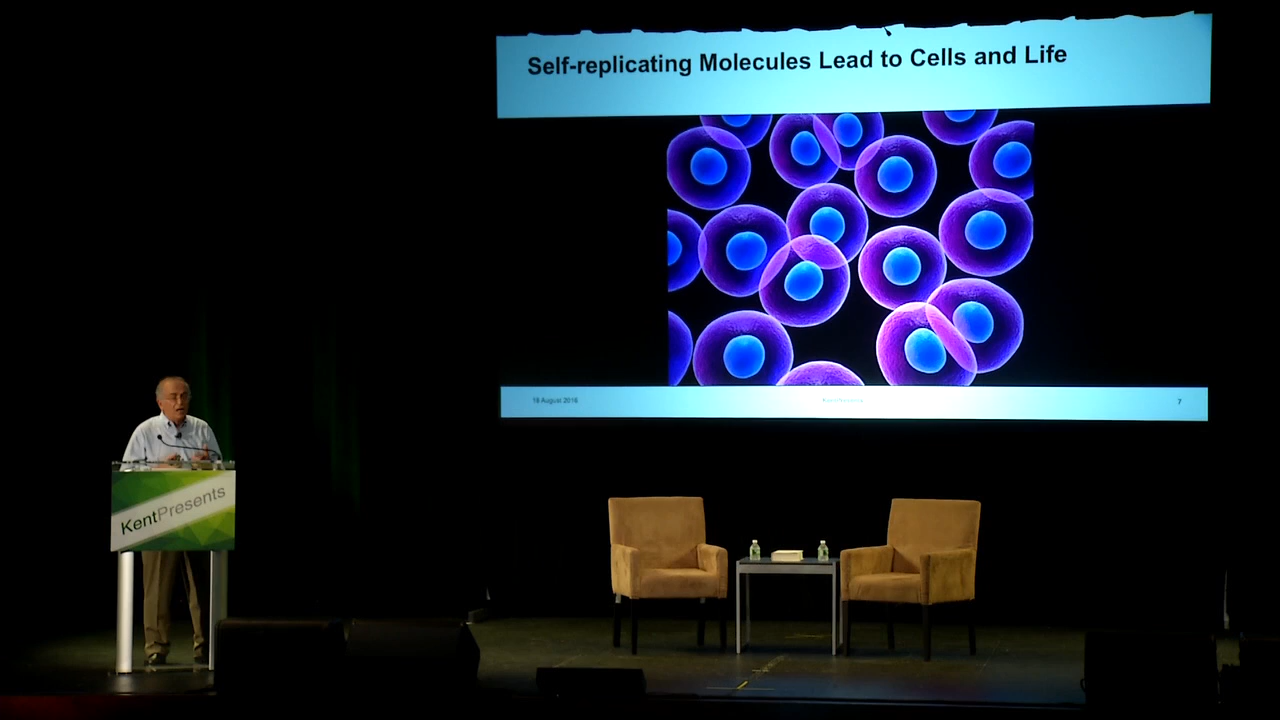 Self-replicating Molecules Lead to Cells and Life
18 August 2016
7
KentPresents